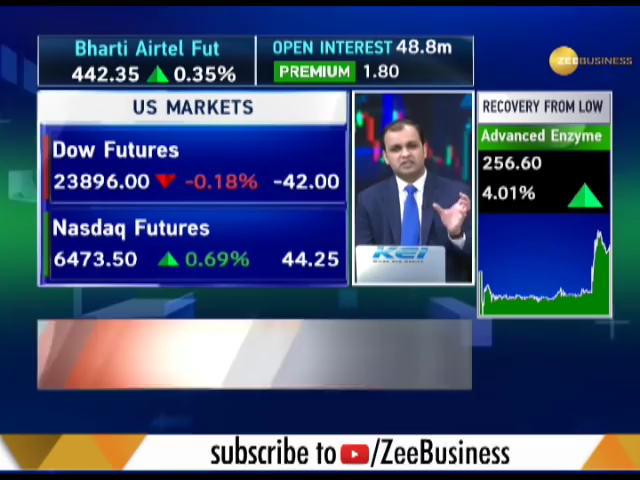 Bharti Airtel Fut
442.35 ▲ 0.35%
OPEN INTEREST 48.8m
PREMIUM 1.80
ZEEBUSINESS
US MARKETS
Dow Futures
23896.00 ▼ -0.18% -42.00
Nasdaq Futures
6473.50 ▲ 0.69% 44.25
KEI
RECOVERY FROM LOW
Advanced Enzyme
256.60
4.01% ▲
subscribe to /ZeeBusiness